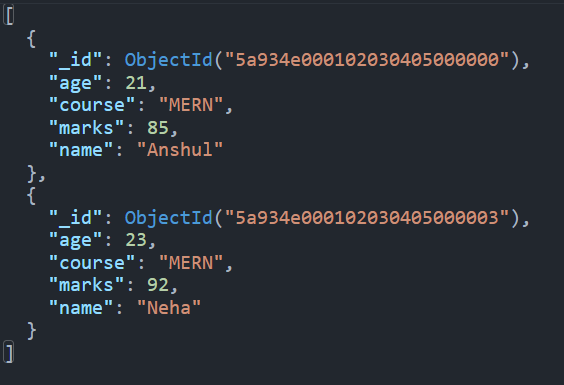 [
  {
    "_id": ObjectId("5a934e000102030405000000"),
    "age": 21,
    "course": "MERN",
    "marks": 85,
    "name": "Anshul"
  },
  {
    "_id": ObjectId("5a934e000102030405000003"),
    "age": 23,
    "course": "MERN",
    "marks": 92,
    "name": "Neha"
  }
]